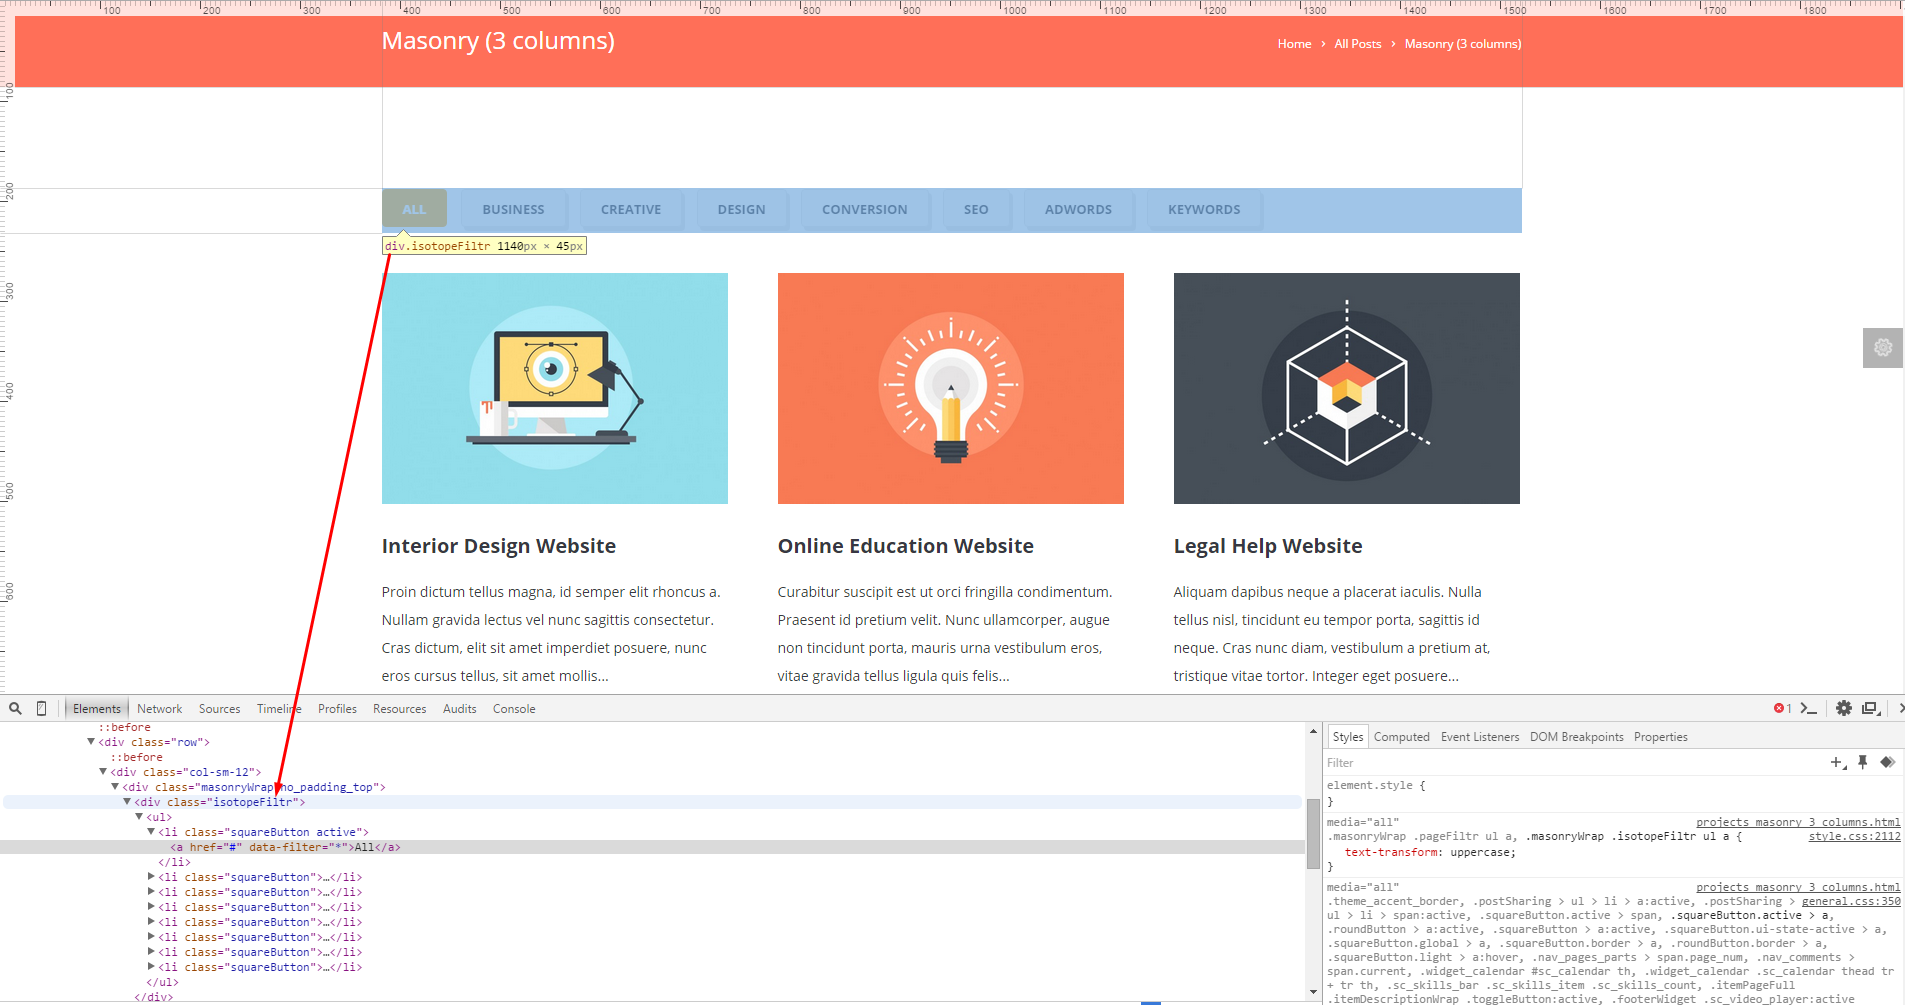 100 200 300 400 500 600 700 800 900 1000 1100 1200 1300 1400 1500 1600 1700 1800
Masonry (3 columns)
Home › All Posts › Masonry (3 columns)
100
200
300
400
500
600
ALL BUSINESS CREATIVE DESIGN CONVERSION SEO ADWORDS KEYWORDS
div.isotopeFiltr 1140px × 45px
Interior Design Website
Proin dictum tellus magna, id semper elit rhoncus a.
Nullam gravida lectus vel nunc sagittis consectetur.
Cras dictum, elit sit amet imperdiet posuere, nunc
eros cursus tellus, sit amet mollis...
Online Education Website
Curabitur suscipit est ut orci fringilla condimentum.
Praesent id pretium velit. Nunc ullamcorper, augue
non tincidunt porta, mauris urna vestibulum eros,
vitae gravida tellus ligula quis felis...
Legal Help Website
Aliquam dapibus neque a placerat iaculis. Nulla
tellus nisl, tincidunt eu tempor porta, sagittis id
neque. Cras nunc diam, vestibulum a pretium at,
tristique vitae tortor. Integer eget posuere...
Elements Network Sources Timeline Profiles Resources Audits Console
1
::before
<div class="row">
::before
<div class="col-sm-12">
<div class="masonryWrap no_padding_top">
<div class="isotopeFiltr">
<ul>
<li class="squareButton active">
<a href="#" data-filter="*">All</a>
</li>
<li class="squareButton">…</li>
<li class="squareButton">…</li>
<li class="squareButton">…</li>
<li class="squareButton">…</li>
<li class="squareButton">…</li>
<li class="squareButton">…</li>
<li class="squareButton">…</li>
</ul>
</div>
Styles Computed Event Listeners DOM Breakpoints Properties
Filter
element.style {
}
media="all" projects masonry 3 columns.html
.masonryWrap .pageFiltr ul a, .masonryWrap .isotopeFiltr ul a { style.css:2112
text-transform: uppercase;
}
media="all" projects masonry 3 columns.html
.theme_accent_border, .postSharing > ul > li > a:active, .postSharing > general.css:350
ul > li > span:active, .squareButton.active > span, .squareButton.active > a,
.roundButton > a:active, .squareButton > a:active, .squareButton.ui-state-active > a,
.squareButton.global > a, .squareButton.border > a, .roundButton.border > a,
.squareButton.light > a:hover, .nav_pages_parts > span.page_num, .nav_comments >
span.current, .widget_calendar #sc_calendar th, .widget_calendar .sc_calendar thead tr
+ tr th, .sc_skills_bar .sc_skills_item .sc_skills_count, .itemPageFull
.itemDescriptionWrap .toggleButton:active, .footerWidget .sc_video_player:active